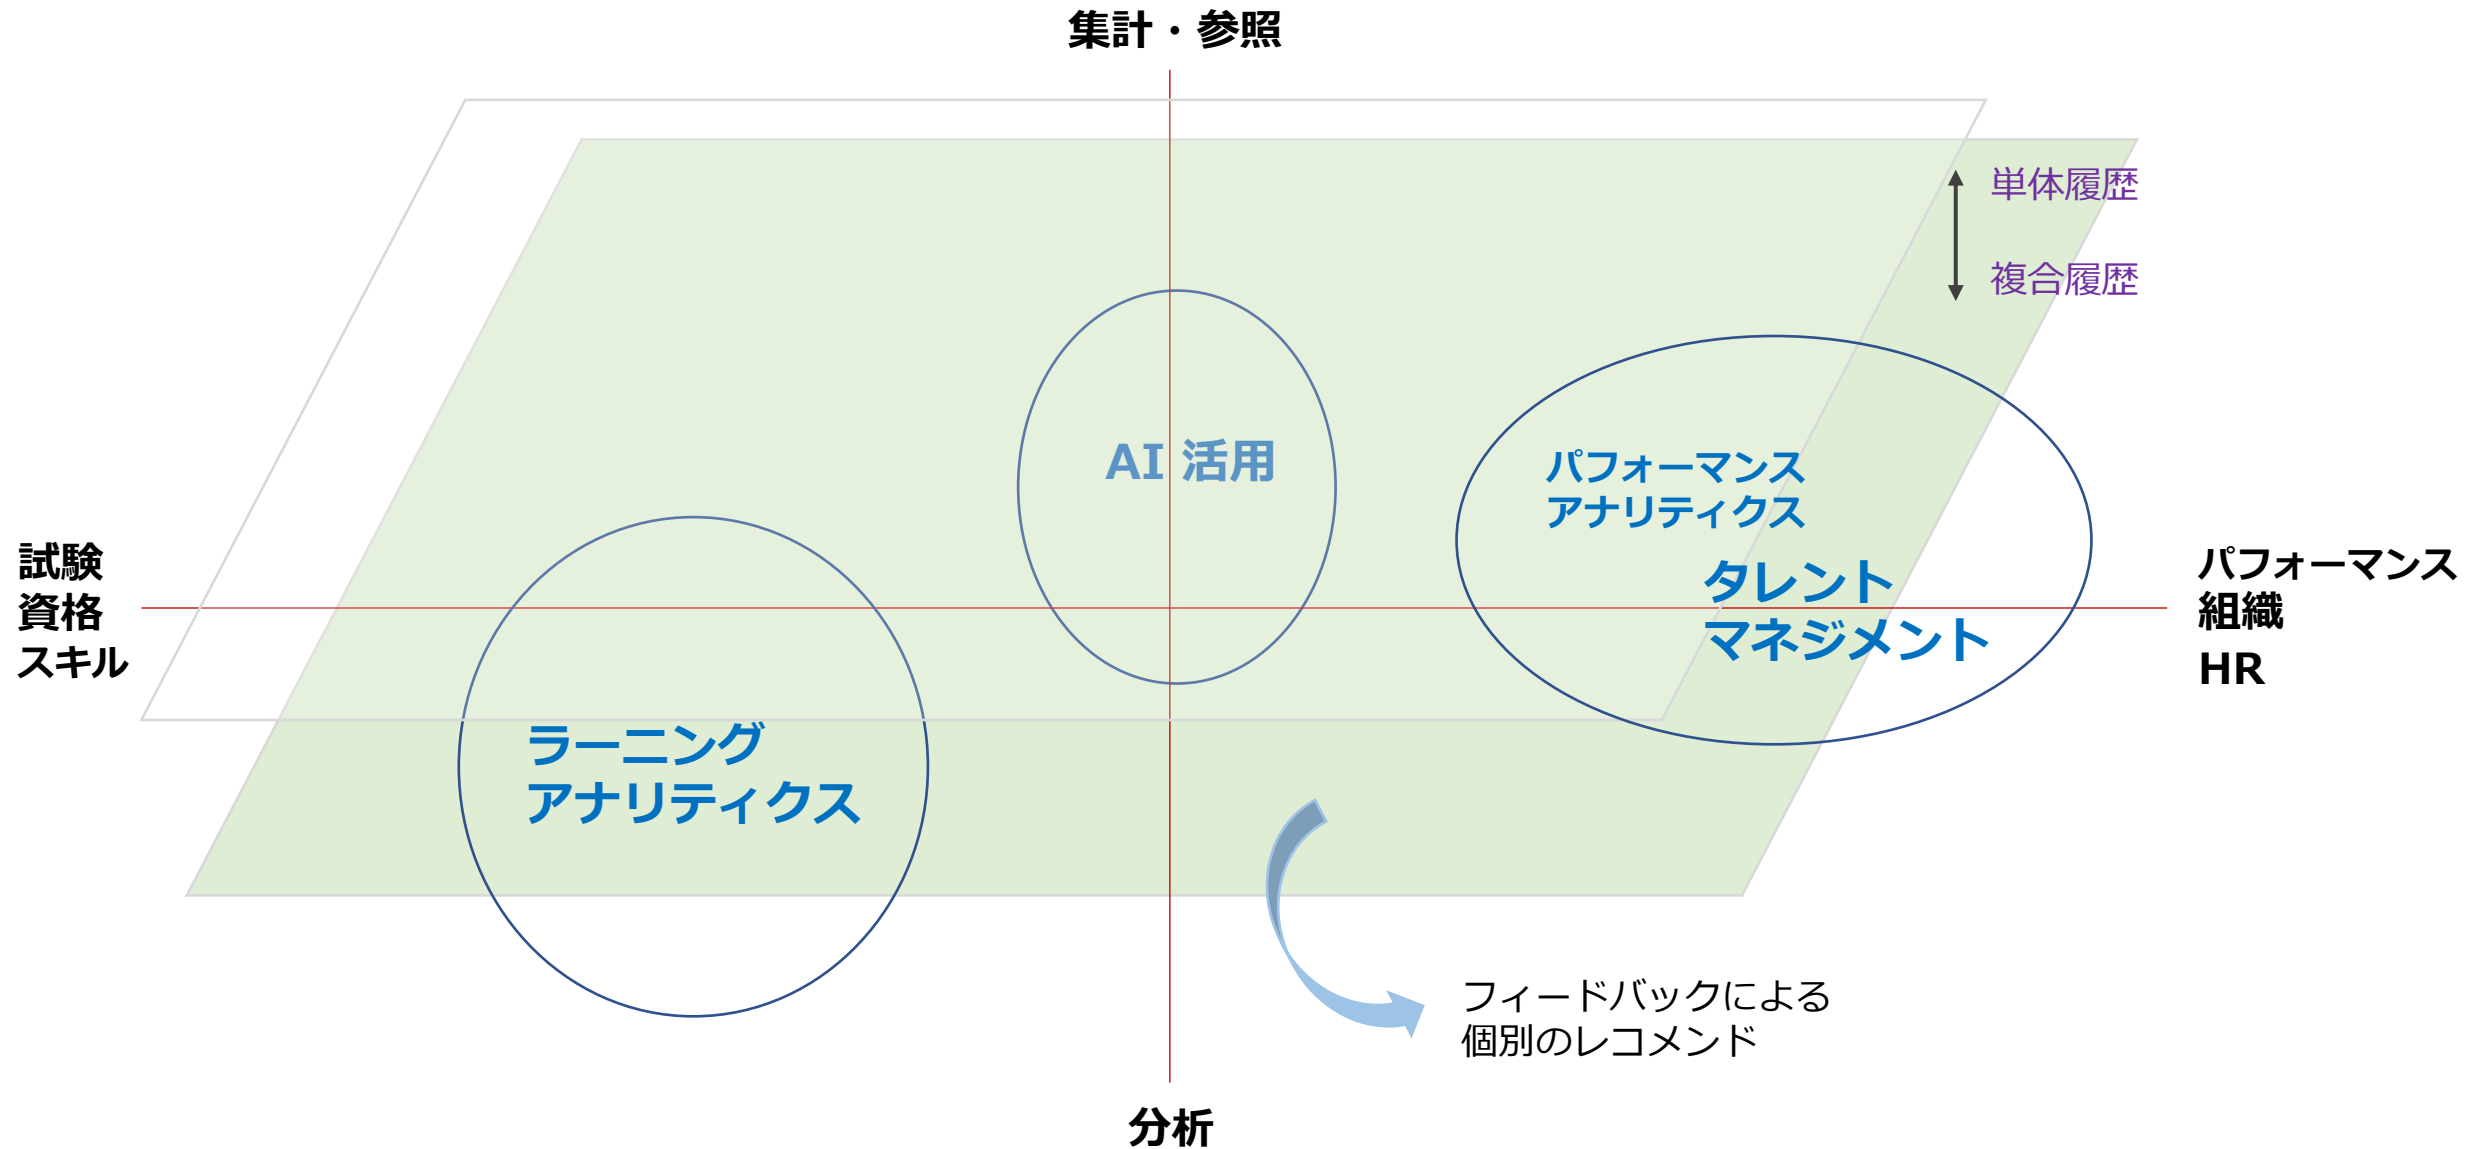 集計・参照
単体履歴
複合履歴
AI 活用
パフォーマンス
アナリティクス
タレント
マネジメント
試験
資格
スキル
パフォーマンス
組織
HR
ラーニング
アナリティクス
フィードバックによる
個別のレコメンド
分析